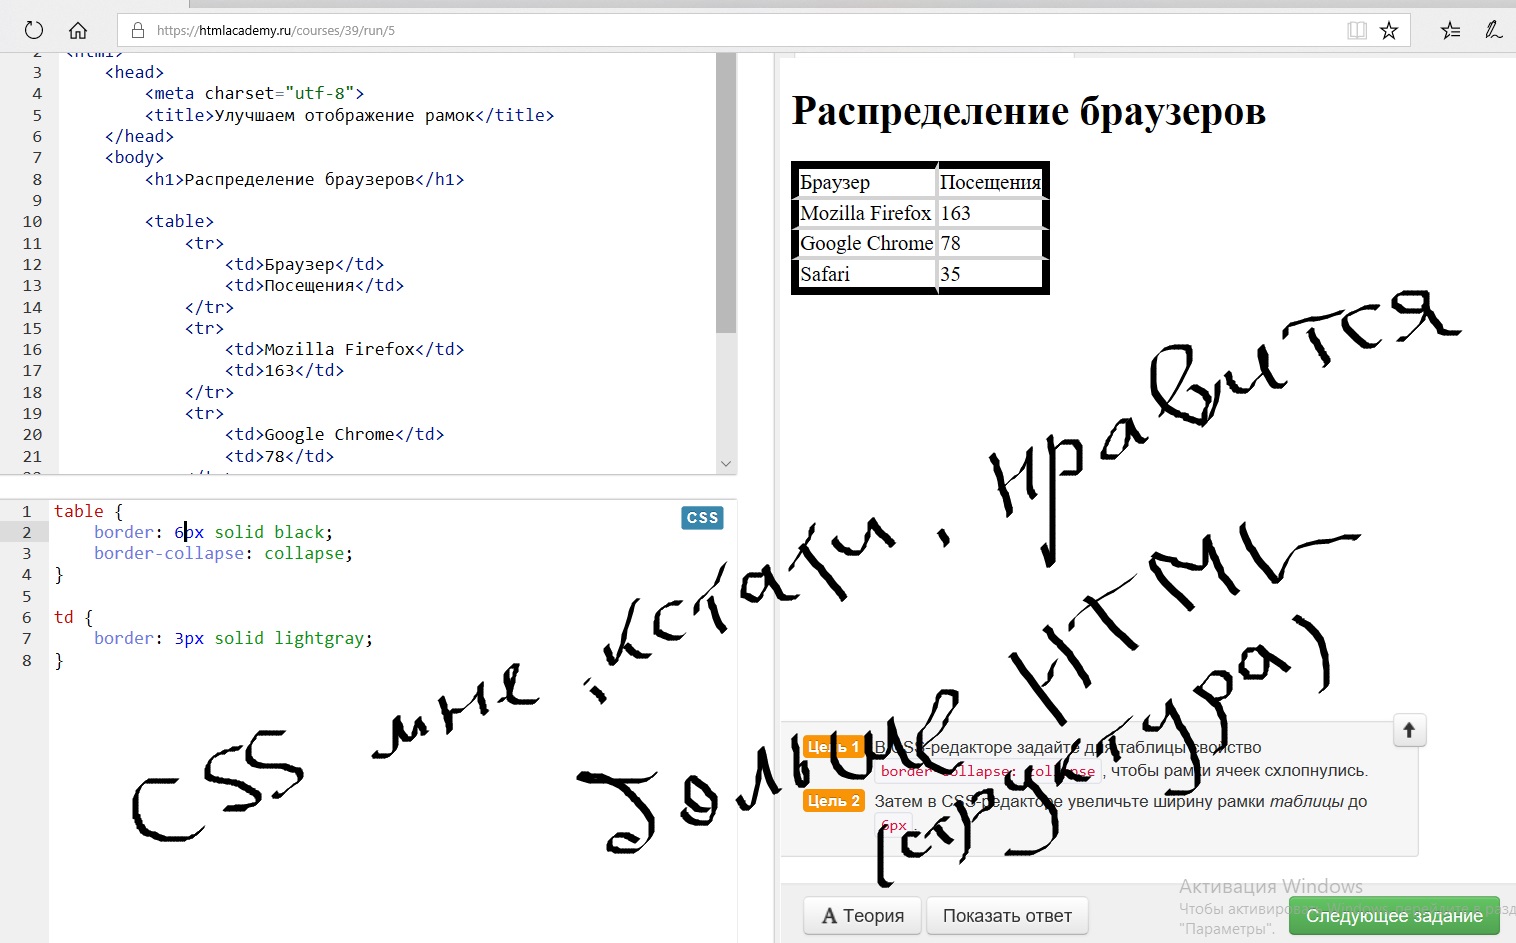 https://htmlacademy.ru/courses/39/run/5
2 <html>
3 <head>
4 <meta charset="utf-8">
5 <title>Улучшаем отображение рамок</title>
6 </head>
7 <body>
8 <h1>Распределение браузеров</h1>
9
10 <table>
11 <tr>
12 <td>Браузер</td>
13 <td>Посещения</td>
14 </tr>
15 <tr>
16 <td>Mozilla Firefox</td>
17 <td>163</td>
18 </tr>
19 <tr>
20 <td>Google Chrome</td>
21 <td>78</td>
CSS
1 table {
2 border: 6px solid black;
3 border-collapse: collapse;
4 }
5
6 td {
7 border: 3px solid lightgray;
8 }
Распределение браузеров
Браузер Посещения
Mozilla Firefox 163
Google Chrome 78
Safari 35
CSS мне , кстати , нравится
больше HTML
(структура)
Цель 1 В CSS-редакторе задайте для таблицы свойство
border-collapse: collapse , чтобы рамки ячеек схлопнулись.
Цель 2 Затем в CSS-редакторе увеличьте ширину рамки таблицы до
6px .
A Теория Показать ответ Следующее задание
Активация Windows
Чтобы активировать Windows, перейдите в разд
"Параметры".